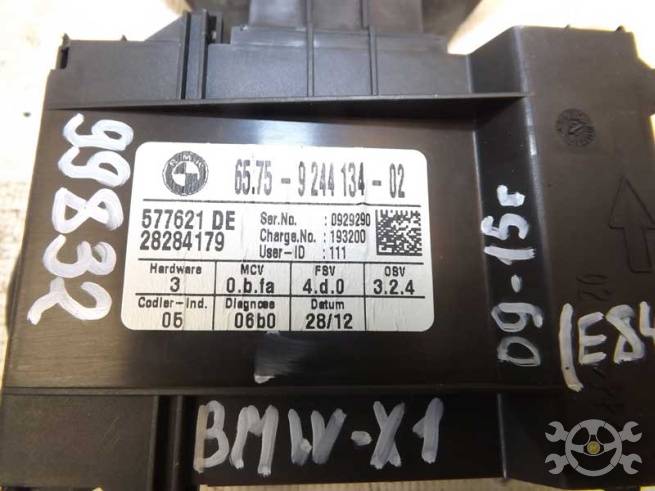 99832
BMW
65.75 - 9 244 134 - 02
577621 DE
28284179
Ser.No. : 0929290
Charge.No. : 193200
User-ID : 111
Hardware MCV FSV OSV
3 0.b.fa 4.d.0 3.2.4
Codier-Ind. Diagnose Datum
05 06b0 28/12
09-15г
E84
BMW-X1